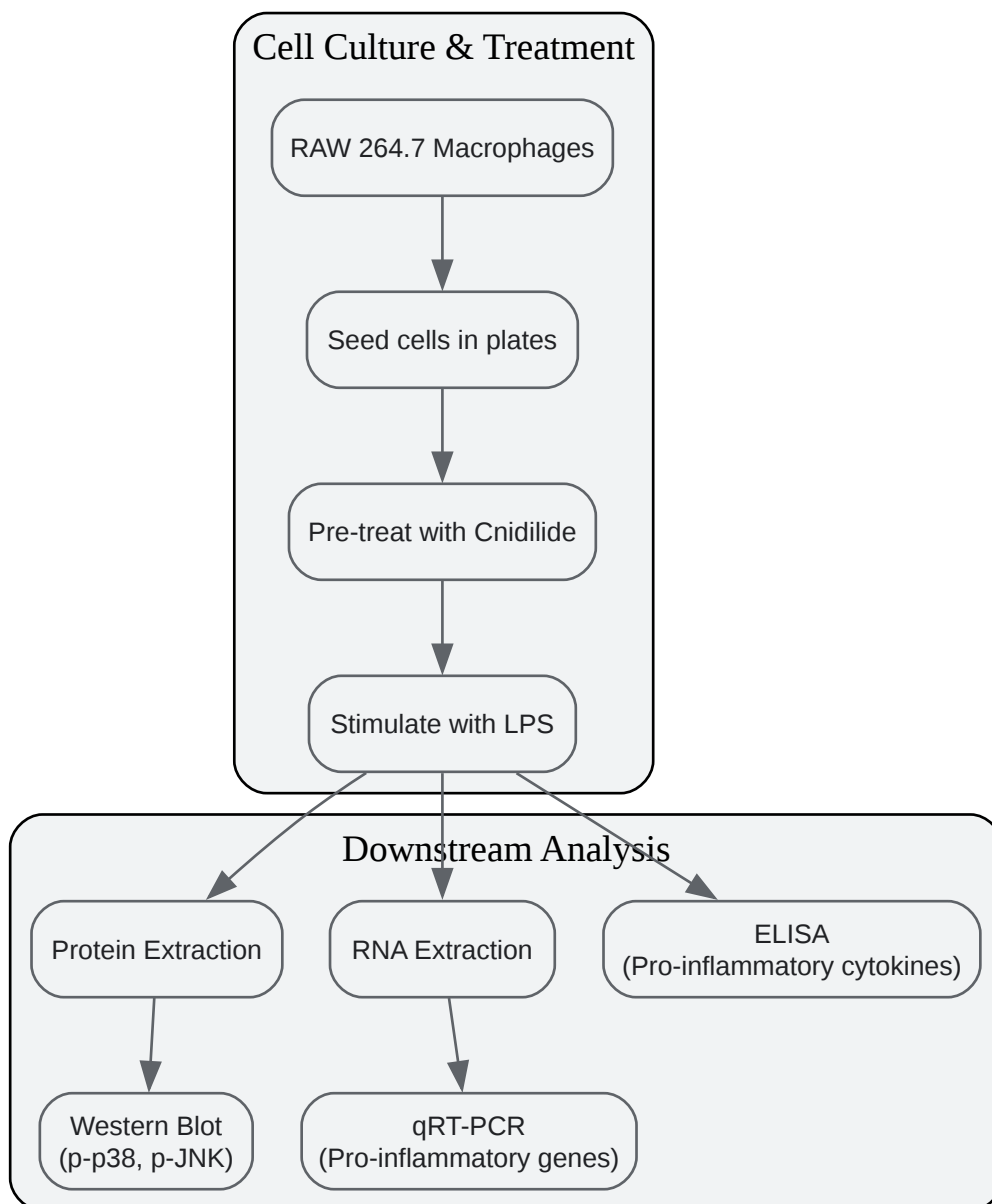 Cell Culture & Treatment
RAW 264.7 Macrophages
Seed cells in plates
Pre-treat with Cnidilide
Stimulate with LPS
Downstream Analysis
Protein Extraction
RNA Extraction
ELISA
(Pro-inflammatory cytokines)
Western Blot
(p-p38, p-JNK)
qRT-PCR
(Pro-inflammatory genes)